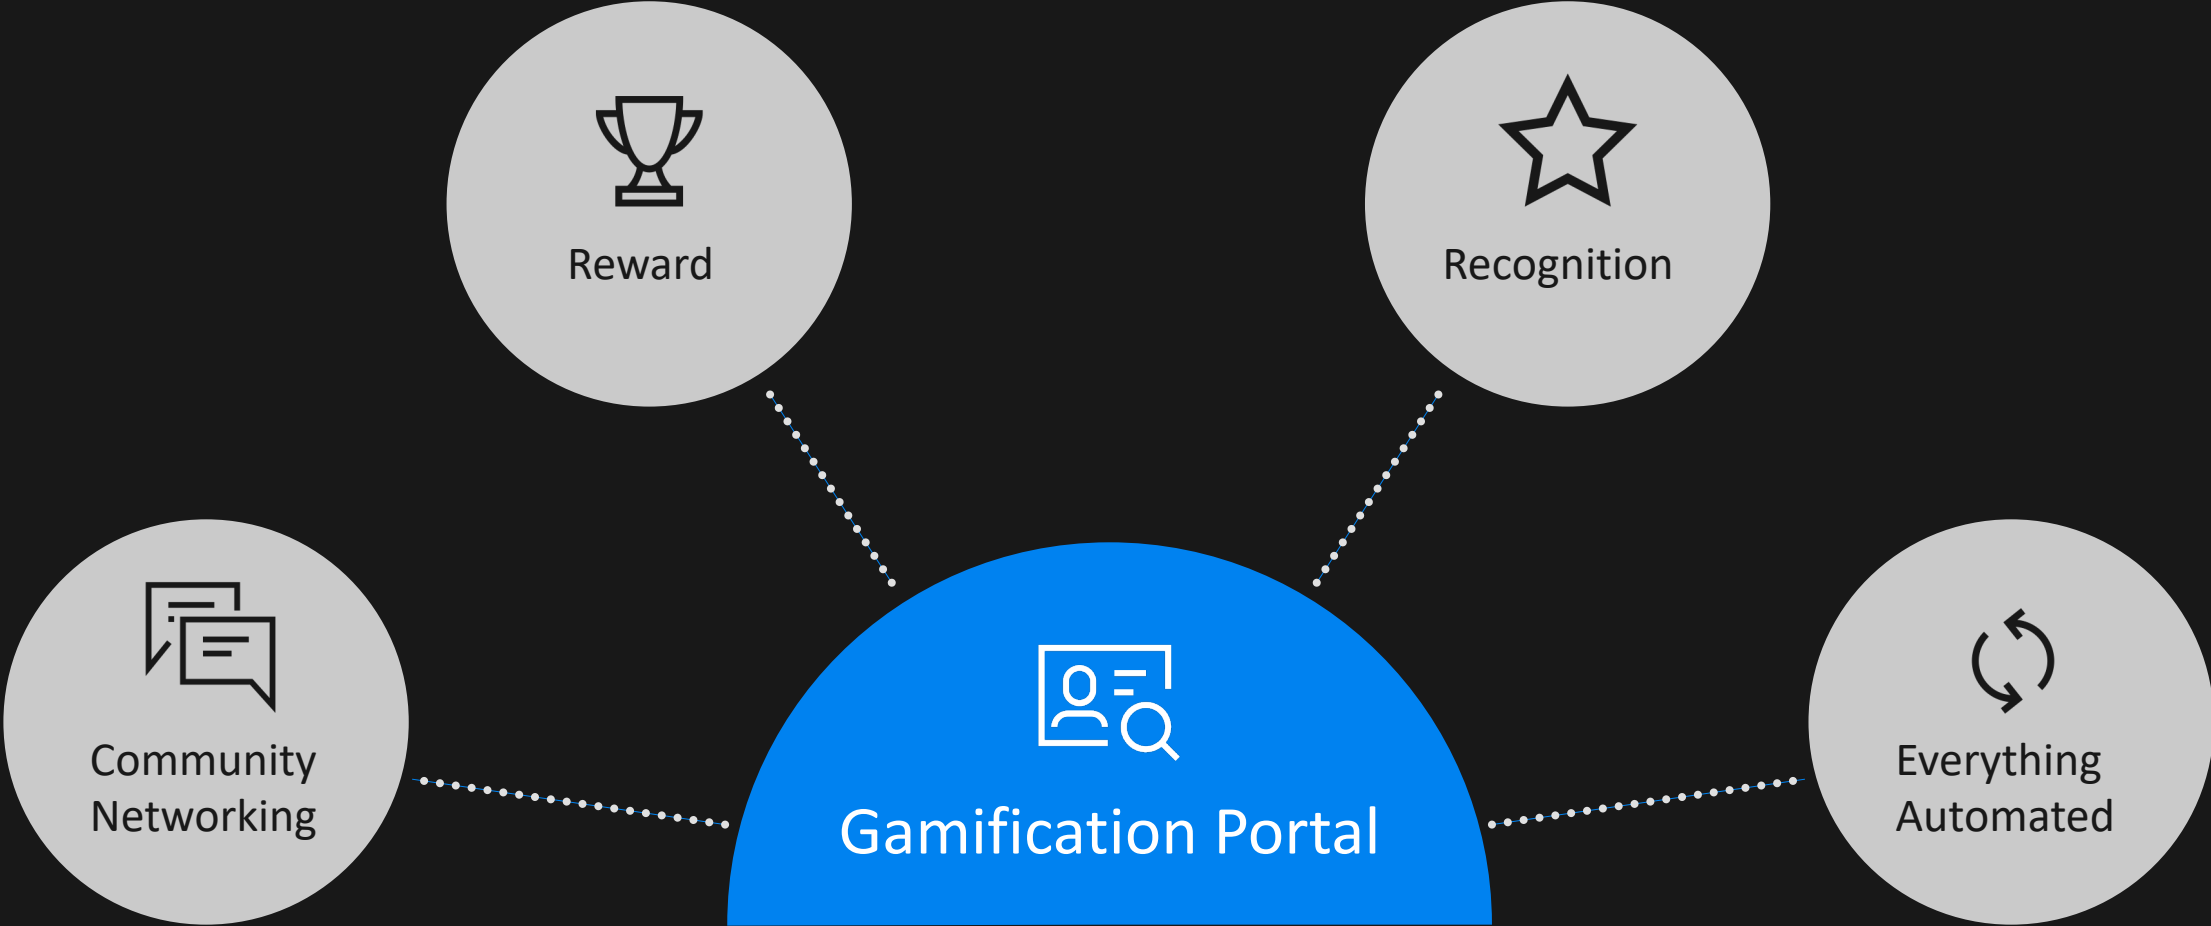 Reward
Recognition
Community
Networking
Gamification Portal
Everything
Automated